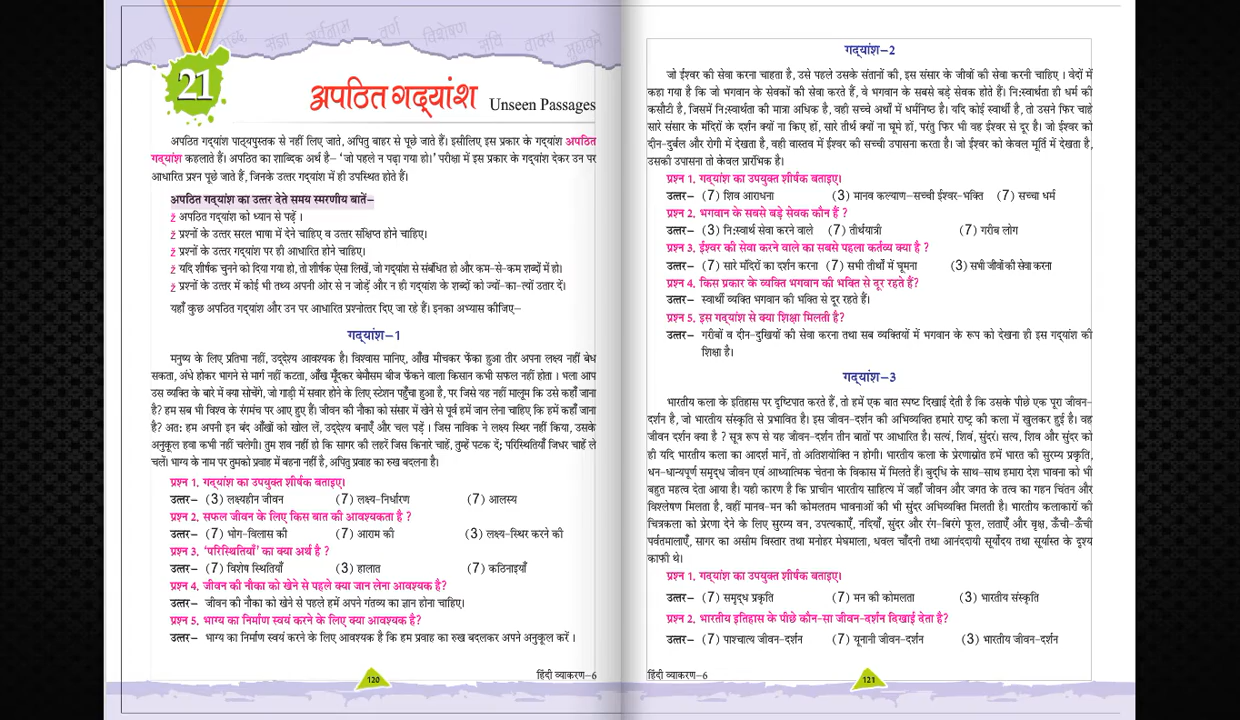 21
अपठित गद्यांश Unseen Passages
अपठित गद्यांश पाठ्यपुस्तक से नहीं लिए जाते, अपितु बाहर से पूछे जाते हैं। इसीलिए इस प्रकार के गद्यांश अपठित
गद्यांश कहलाते हैं। अपठित का शाब्दिक अर्थ है– 'जो पहले न पढ़ा गया हो।' परीक्षा में इस प्रकार के गद्यांश देकर उन पर
आधारित प्रश्न पूछे जाते हैं, जिनके उत्तर गद्यांश में ही उपस्थित होते हैं।
अपठित गद्यांश का उत्तर देते समय स्मरणीय बातें–
ž अपठित गद्यांश को ध्यान से पढ़ें।
ž प्रश्नों के उत्तर सरल भाषा में देने चाहिए व उत्तर संक्षिप्त होने चाहिए।
ž प्रश्नों के उत्तर गद्यांश पर ही आधारित होने चाहिए।
ž यदि शीर्षक चुनने को दिया गया हो, तो शीर्षक ऐसा लिखें, जो गद्यांश से संबंधित हो और कम-से-कम शब्दों में हो।
ž प्रश्नों के उत्तर में कोई भी तथ्य अपनी ओर से न जोड़ें और न ही गद्यांश के शब्दों को ज्यों-का-त्यों उतार दें।
यहाँ कुछ अपठित गद्यांश और उन पर आधारित प्रश्नोत्तर दिए जा रहे हैं। इनका अभ्यास कीजिए–
गद्यांश–1
मनुष्य के लिए प्रतिभा नहीं, उद्देश्य आवश्यक है। विश्वास मानिए, आँख मीचकर फेंका हुआ तीर अपना लक्ष्य नहीं बेध
सकता, अंधे होकर भागने से मार्ग नहीं कटता, आँख मूँदकर बेमौसम बीज फेंकने वाला किसान कभी सफल नहीं होता। भला आप
उस व्यक्ति के बारे में क्या सोचेंगे, जो गाड़ी में सवार होने के लिए स्टेशन पहुँचा हुआ है, पर जिसे यह नहीं मालूम कि उसे कहाँ जाना
है? हम सब भी विश्व के रंगमंच पर आए हुए हैं। जीवन की नौका को संसार में खेने से पूर्व हमें जान लेना चाहिए कि हमें कहाँ जाना
है? अत: हम अपनी इन बंद आँखों को खोल लें, उद्देश्य बनाएँ और चल पड़ें। जिस नाविक ने लक्ष्य स्थिर नहीं किया, उसके
अनुकूल हवा कभी नहीं चलेगी। तुम शव नहीं हो कि सागर की लहरें जिस किनारे चाहें, तुम्हें पटक दें; परिस्थितियाँ जिधर चाहें ले
चलें। भाग्य के नाम पर तुमको प्रवाह में बहना नहीं है, अपितु प्रवाह का रुख बदलना है।
प्रश्न 1. गद्यांश का उपयुक्त शीर्षक बताइए।
उत्तर– (3) लक्ष्यहीन जीवन (7) लक्ष्य-निर्धारण (7) आलस्य
प्रश्न 2. सफल जीवन के लिए किस बात की आवश्यकता है ?
उत्तर– (7) भोग-विलास की (7) आराम की (3) लक्ष्य-स्थिर करने की
प्रश्न 3. 'परिस्थितियाँ' का क्या अर्थ है ?
उत्तर– (7) विशेष स्थितियाँ (3) हालात (7) कठिनाइयाँ
प्रश्न 4. जीवन की नौका को खेने से पहले क्या जान लेना आवश्यक है?
उत्तर– जीवन की नौका को खेने से पहले हमें अपने गंतव्य का ज्ञान होना चाहिए।
प्रश्न 5. भाग्य का निर्माण स्वयं करने के लिए क्या आवश्यक है?
उत्तर– भाग्य का निर्माण स्वयं करने के लिए आवश्यक है कि हम प्रवाह का रुख बदलकर अपने अनुकूल करें।
हिंदी व्याकरण–6
120
गद्यांश–2
जो ईश्वर की सेवा करना चाहता है, उसे पहले उसके संतानों की, इस संसार के जीवों की सेवा करनी चाहिए। वेदों में
कहा गया है कि जो भगवान के सेवकों की सेवा करते हैं, वे भगवान के सबसे बड़े सेवक होते हैं। नि:स्वार्थता ही धर्म की
कसौटी है, जिसमें नि:स्वार्थता की मात्रा अधिक है, वही सच्चे अर्थों में धर्मनिष्ठ है। यदि कोई स्वार्थी है, तो उसने फिर चाहे
सारे संसार के मंदिरों के दर्शन क्यों ना किए हों, सारे तीर्थ क्यों ना घूमे हों, परंतु फिर भी वह ईश्वर से दूर है। जो ईश्वर को
दीन-दुर्बल और रोगी में देखता है, वही वास्तव में ईश्वर की सच्ची उपासना करता है। जो ईश्वर को केवल मूर्ति में देखता है,
उसकी उपासना तो केवल प्रारंभिक है।
प्रश्न 1. गद्यांश का उपयुक्त शीर्षक बताइए।
उत्तर– (7) शिव आराधना (3) मानव कल्याण–सच्ची ईश्वर-भक्ति (7) सच्चा धर्म
प्रश्न 2. भगवान के सबसे बड़े सेवक कौन हैं ?
उत्तर– (3) नि:स्वार्थ सेवा करने वाले (7) तीर्थयात्री (7) गरीब लोग
प्रश्न 3. ईश्वर की सेवा करने वाले का सबसे पहला कर्तव्य क्या है ?
उत्तर– (7) सारे मंदिरों का दर्शन करना (7) सभी तीर्थों में घूमना (3) सभी जीवों की सेवा करना
प्रश्न 4. किस प्रकार के व्यक्ति भगवान की भक्ति से दूर रहते हैं?
उत्तर– स्वार्थी व्यक्ति भगवान की भक्ति से दूर रहते हैं।
प्रश्न 5. इस गद्यांश से क्या शिक्षा मिलती है?
उत्तर– गरीबों व दीन-दुखियों की सेवा करना तथा सब व्यक्तियों में भगवान के रूप को देखना ही इस गद्यांश की
शिक्षा है।
गद्यांश–3
भारतीय कला के इतिहास पर दृष्टिपात करते हैं, तो हमें एक बात स्पष्ट दिखाई देती है कि उसके पीछे एक पूरा जीवन-
दर्शन है, जो भारतीय संस्कृति से प्रभावित है। इस जीवन-दर्शन की अभिव्यक्ति हमारे राष्ट्र की कला में खुलकर हुई है। वह
जीवन दर्शन क्या है ? सूत्र रूप से यह जीवन-दर्शन तीन बातों पर आधारित है। सत्यं, शिवं, सुंदरं। सत्य, शिव और सुंदर को
ही यदि भारतीय कला का आदर्श मानें, तो अतिशयोक्ति न होगी। भारतीय कला के प्रेरणास्रोत हमें भारत की सुरम्य प्रकृति,
धन-धान्यपूर्ण समृद्ध जीवन एवं आध्यात्मिक चेतना के विकास में मिलते हैं। बुद्धि के साथ-साथ हमारा देश भावना को भी
बहुत महत्व देता आया है। यही कारण है कि प्राचीन भारतीय साहित्य में जहाँ जीवन और जगत के तत्व का गहन चिंतन और
विश्लेषण मिलता है, वहीं मानव-मन की कोमलतम भावनाओं की भी सुंदर अभिव्यक्ति मिलती है। भारतीय कलाकारों की
चित्रकला को प्रेरणा देने के लिए सुरम्य वन, उपत्यकाएँ, नदियाँ, सुंदर और रंग-बिरंगे फूल, लताएँ और वृक्ष, ऊँची-ऊँची
पर्वतमालाएँ, सागर का असीम विस्तार तथा मनोहर मेघमाला, धवल चाँदनी तथा आनंददायी सूर्योदय तथा सूर्यास्त के दृश्य
काफी थे।
प्रश्न 1. गद्यांश का उपयुक्त शीर्षक बताइए।
उत्तर– (7) समृद्ध प्रकृति (7) मन की कोमलता (3) भारतीय संस्कृति
प्रश्न 2. भारतीय इतिहास के पीछे कौन-सा जीवन-दर्शन दिखाई देता है?
उत्तर– (7) पाश्चात्य जीवन-दर्शन (7) यूनानी जीवन-दर्शन (3) भारतीय जीवन-दर्शन
हिंदी व्याकरण–6
121